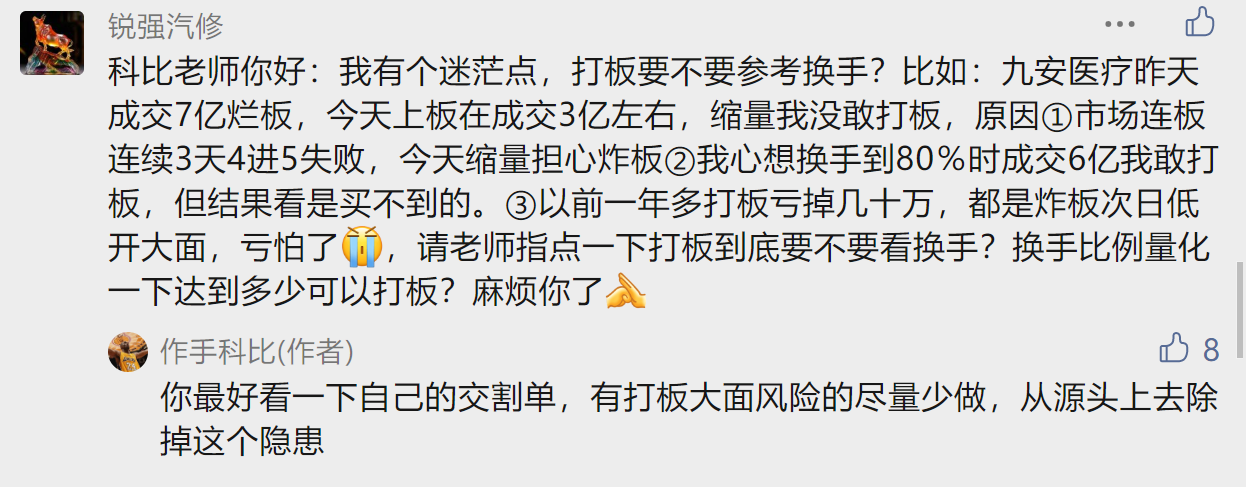 锐强汽修
科比老师你好：我有个迷茫点，打板要不要参考换手？比如：九安医疗昨天
成交7亿烂板，今天上板在成交3亿左右，缩量我没敢打板，原因①市场连板
连续3天4进5失败，今天缩量担心炸板②我心想换手到80％时成交6亿我敢打
板，但结果看是买不到的。③以前一年多打板亏掉几十万，都是炸板次日低
开大面，亏怕了😭，请老师指点一下打板到底要不要看换手？换手比例量化
一下达到多少可以打板？麻烦你了🙏
作手科比(作者)
8
你最好看一下自己的交割单，有打板大面风险的尽量少做，从源头上去除
掉这个隐患